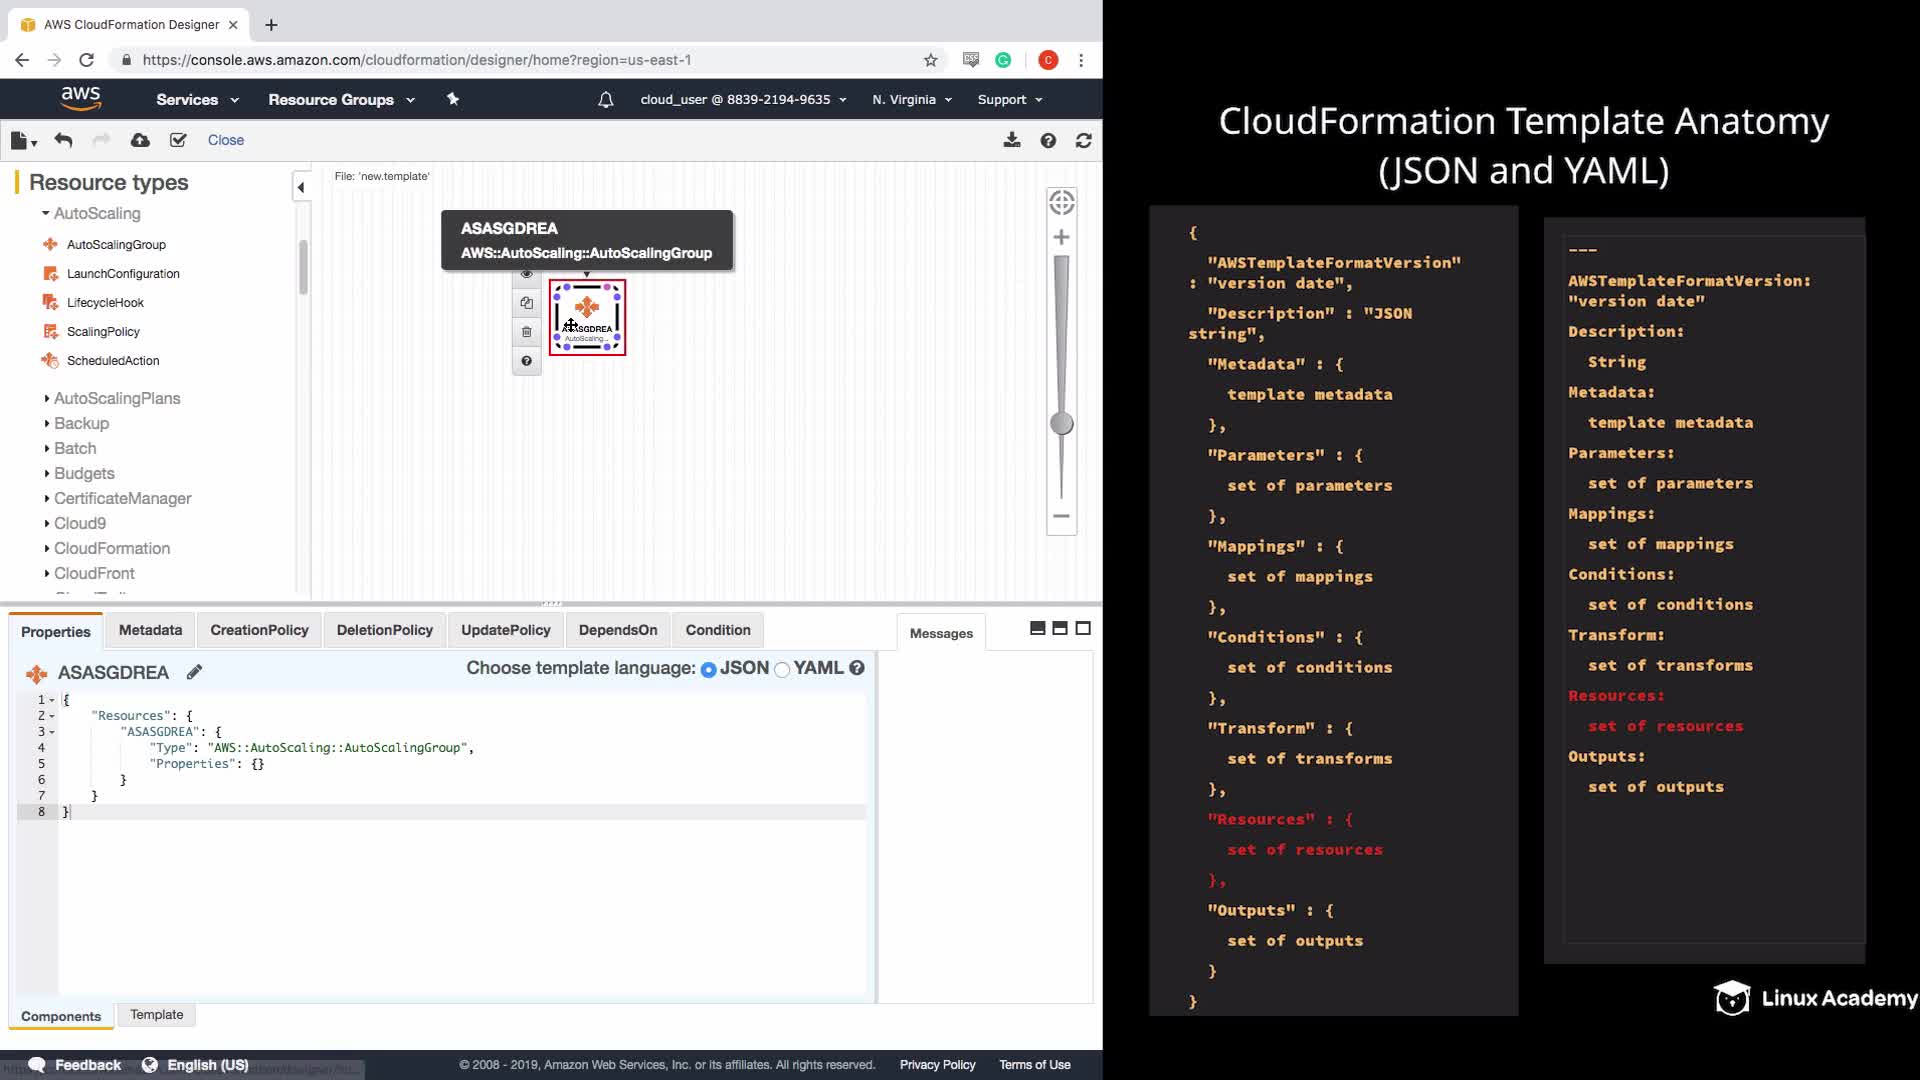 AWS CloudFormation Designer
https://console.aws.amazon.com/cloudformation/designer/home?region=us-east-1
aws
Services
Resource Groups
cloud_user @ 8839-2194-9635
N. Virginia
Support
Close
Resource types
AutoScaling
AutoScalingGroup
LaunchConfiguration
LifecycleHook
ScalingPolicy
ScheduledAction
AutoScalingPlans
Backup
Batch
Budgets
CertificateManager
Cloud9
CloudFormation
CloudFront
File: 'new.template'
ASASGDREA
AWS::AutoScaling::AutoScalingGroup
AutoScaling...
Properties
Metadata
CreationPolicy
DeletionPolicy
UpdatePolicy
DependsOn
Condition
Messages
ASASGDREA
Choose template language: JSON YAML
1 {
2 "Resources": {
3 "ASASGDREA": {
4 "Type": "AWS::AutoScaling::AutoScalingGroup",
5 "Properties": {}
6 }
7 }
8 }
Components
Template
Feedback
English (US)
© 2008 - 2019, Amazon Web Services, Inc. or its affiliates. All rights reserved.
Privacy Policy
Terms of Use
CloudFormation Template Anatomy
(JSON and YAML)
{
"AWSTemplateFormatVersion"
: "version date",
"Description" : "JSON
string",
"Metadata" : {
template metadata
},
"Parameters" : {
set of parameters
},
"Mappings" : {
set of mappings
},
"Conditions" : {
set of conditions
},
"Transform" : {
set of transforms
},
"Resources" : {
set of resources
},
"Outputs" : {
set of outputs
}
}
---
AWSTemplateFormatVersion:
"version date"
Description:
String
Metadata:
template metadata
Parameters:
set of parameters
Mappings:
set of mappings
Conditions:
set of conditions
Transform:
set of transforms
Resources:
set of resources
Outputs:
set of outputs
Linux Academy